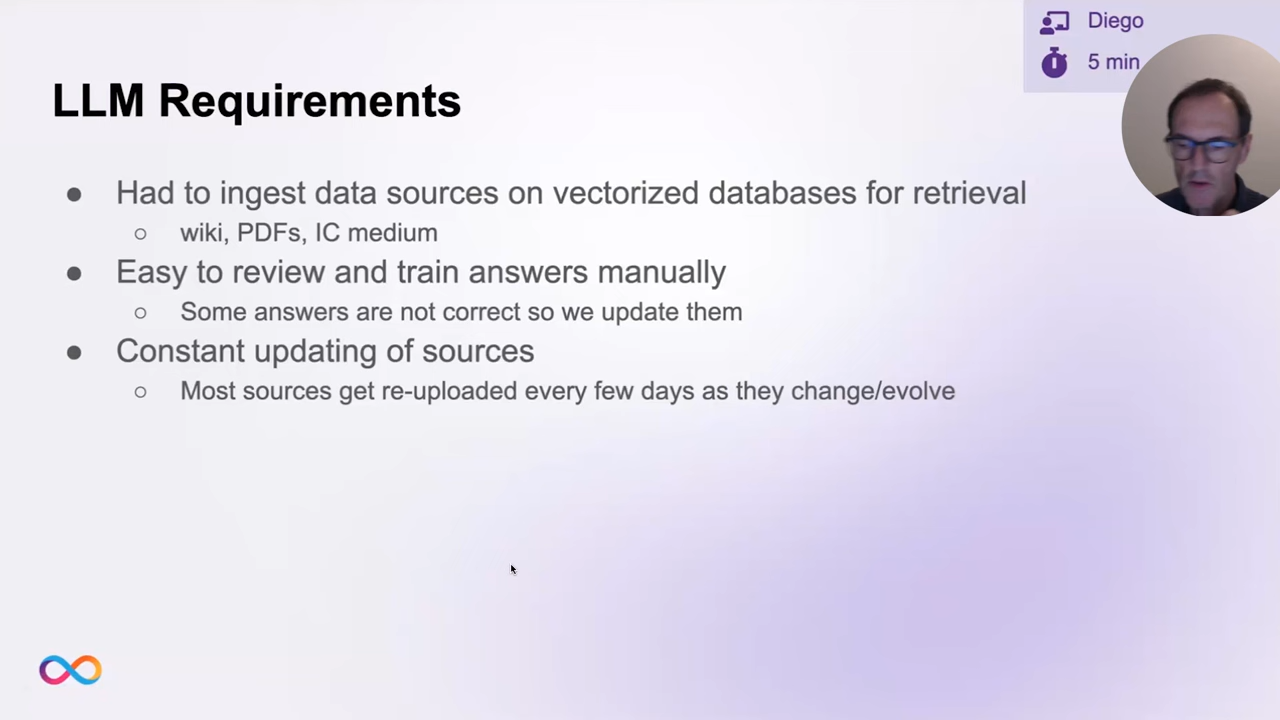 Diego
5 min
LLM Requirements
● Had to ingest data sources on vectorized databases for retrieval
○ wiki, PDFs, IC medium
● Easy to review and train answers manually
○ Some answers are not correct so we update them
● Constant updating of sources
○ Most sources get re-uploaded every few days as they change/evolve